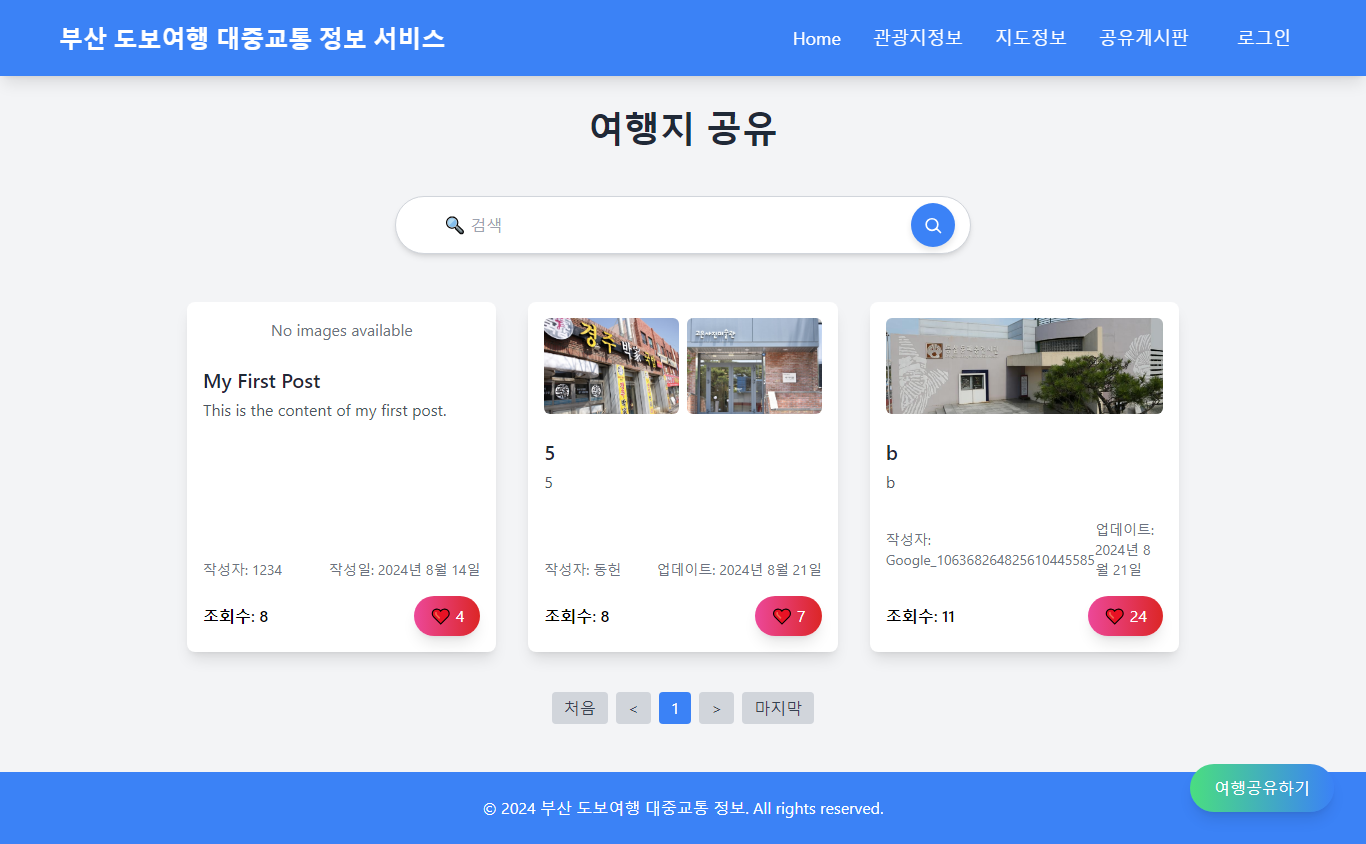 부산 도보여행 대중교통 정보 서비스
Home 관광지정보 지도정보 공유게시판 로그인
여행지 공유
🔍 검색
No images available
My First Post
This is the content of my first post.
작성자: 1234 작성일: 2024년 8월 14일
조회수: 8 ❤️ 4
경주
5
5
작성자: 동헌 업데이트: 2024년 8월 21일
조회수: 8 ❤️ 7
b
b
작성자:
Google_106368264825610445585
업데이트:
2024년 8
월 21일
조회수: 11 ❤️ 24
처음 < 1 > 마지막
여행공유하기
© 2024 부산 도보여행 대중교통 정보. All rights reserved.